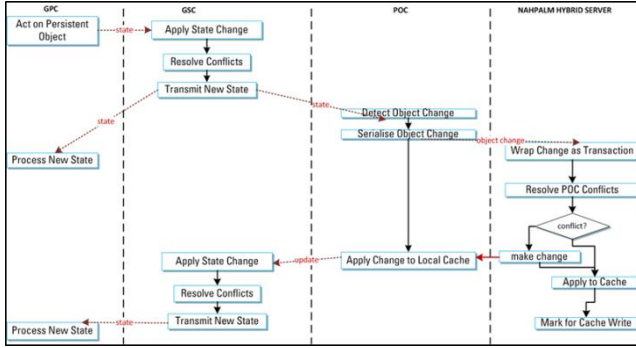 GPC
GSC
POC
NAHPALM HYBRID SERVER
Act on Persistent
Object
state
Apply State Change
Resolve Conflicts
Transmit New State
state
state
Detect Object Change
Serialise Object Change
object change
Process New State
Wrap Change as Transaction
Resolve POC Conflicts
conflict?
Apply State Change
update
Apply Change to Local Cache
make change
Resolve Conflicts
Apply to Cache
Process New State
state
Transmit New State
Mark for Cache Write